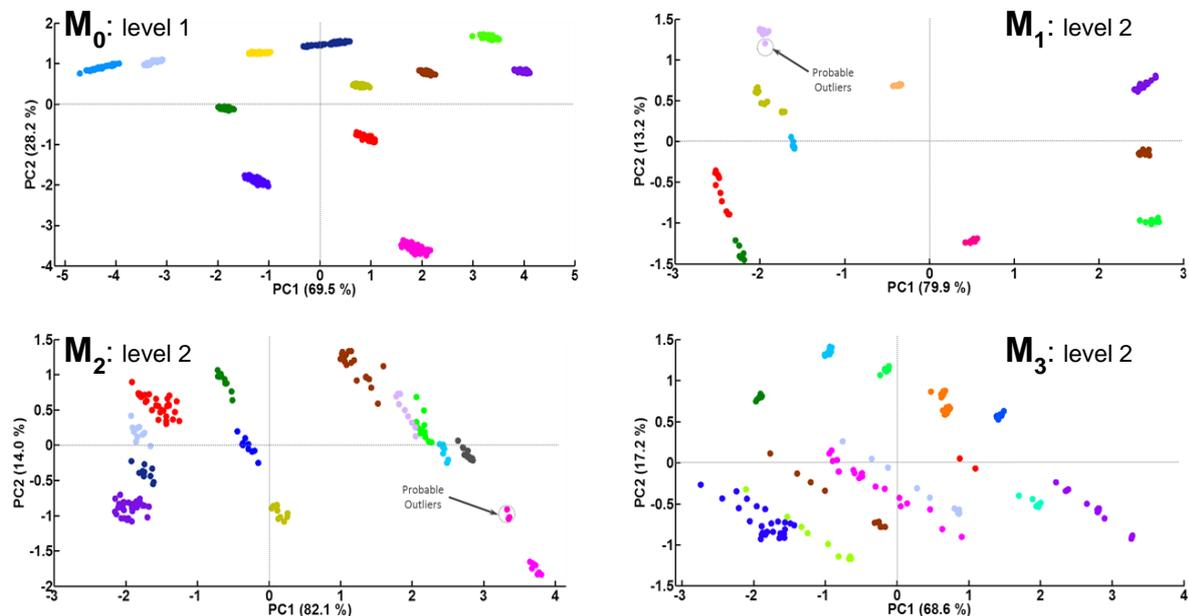 M0: level 1
2
1
0
-1
-2
-3
-4
PC2 (28.2 %)
-5 -4 -3 -2 -1 0 1 2 3 4 5
PC1 (69.5 %)
M1: level 2
1.5
1
0.5
0
-0.5
-1
-1.5
PC2 (13.2 %)
Probable
Outliers
-3 -2 -1 0 1 2 3
PC1 (79.9 %)
M2: level 2
1.5
1
0.5
0
-0.5
-1
-1.5
-2
PC2 (14.0 %)
Probable
Outliers
-3 -2 -1 0 1 2 3 4
PC1 (82.1 %)
M3: level 2
1.5
1
0.5
0
-0.5
-1
-1.5
PC2 (17.2 %)
-3 -2 -1 0 1 2 3 4
PC1 (68.6 %)